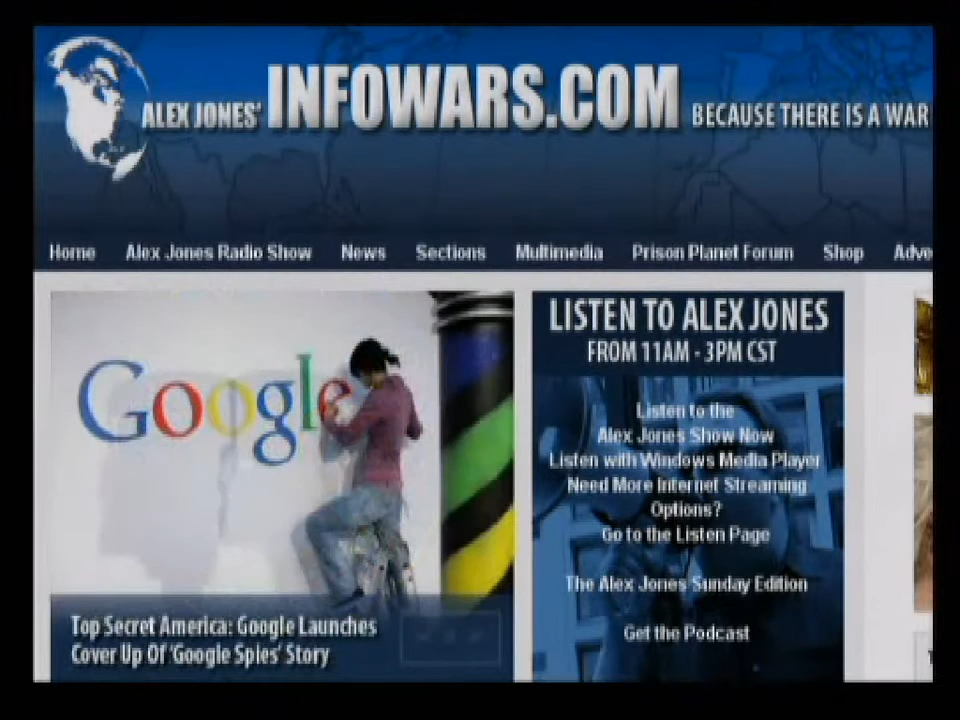 ALEX JONES' INFOWARS.COM BECAUSE THERE IS A WAR
Home Alex Jones Radio Show News Sections Multimedia Prison Planet Forum Shop Adve
Google
Top Secret America: Google Launches
Cover Up Of 'Google Spies' Story
LISTEN TO ALEX JONES
FROM 11AM - 3PM CST
Listen to the
Alex Jones Show Now
Listen with Windows Media Player
Need More Internet Streaming
Options?
Go to the Listen Page
The Alex Jones Sunday Edition
Get the Podcast